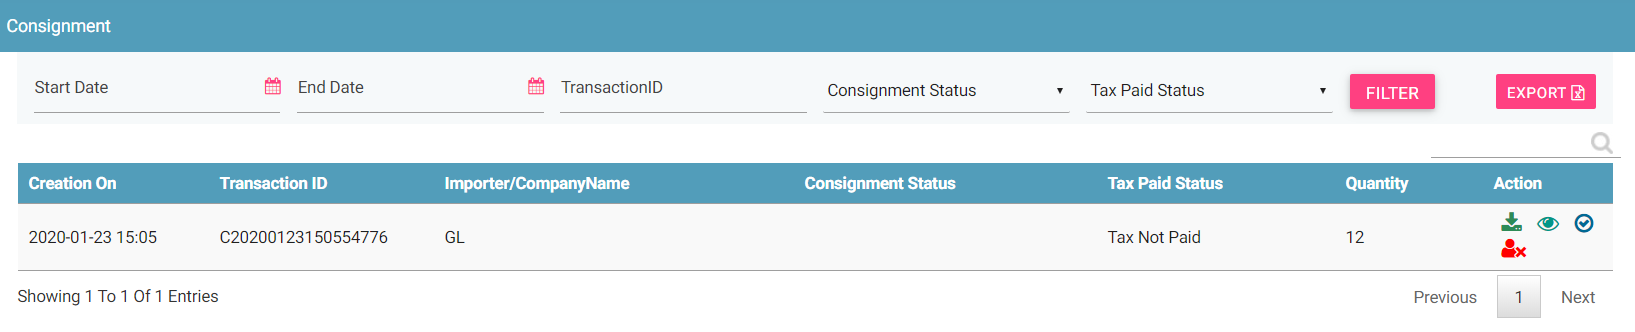 Consignment
Start Date End Date TransactionID Consignment Status Tax Paid Status FILTER EXPORT
Creation On Transaction ID Importer/CompanyName Consignment Status Tax Paid Status Quantity Action
2020-01-23 15:05 C20200123150554776 GL Tax Not Paid 12
Showing 1 To 1 Of 1 Entries Previous 1 Next